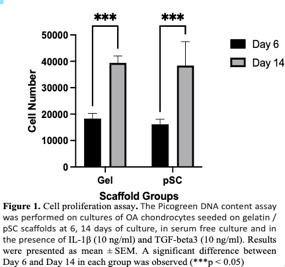 *** ***
50000
40000
30000
20000
10000
0
Cell Number
Day 6
Day 14
Gel pSC
Scaffold Groups
Figure 1. Cell proliferation assay. The Picogreen DNA content assay
was performed on cultures of OA chondrocytes seeded on gelatin /
pSC scaffolds at 6, 14 days of culture, in serum free culture and in
the presence of IL-1β (10 ng/ml) and TGF-beta3 (10 ng/ml). Results
were presented as mean ± SEM. A significant difference between
Day 6 and Day 14 in each group was observed (***p < 0.05)